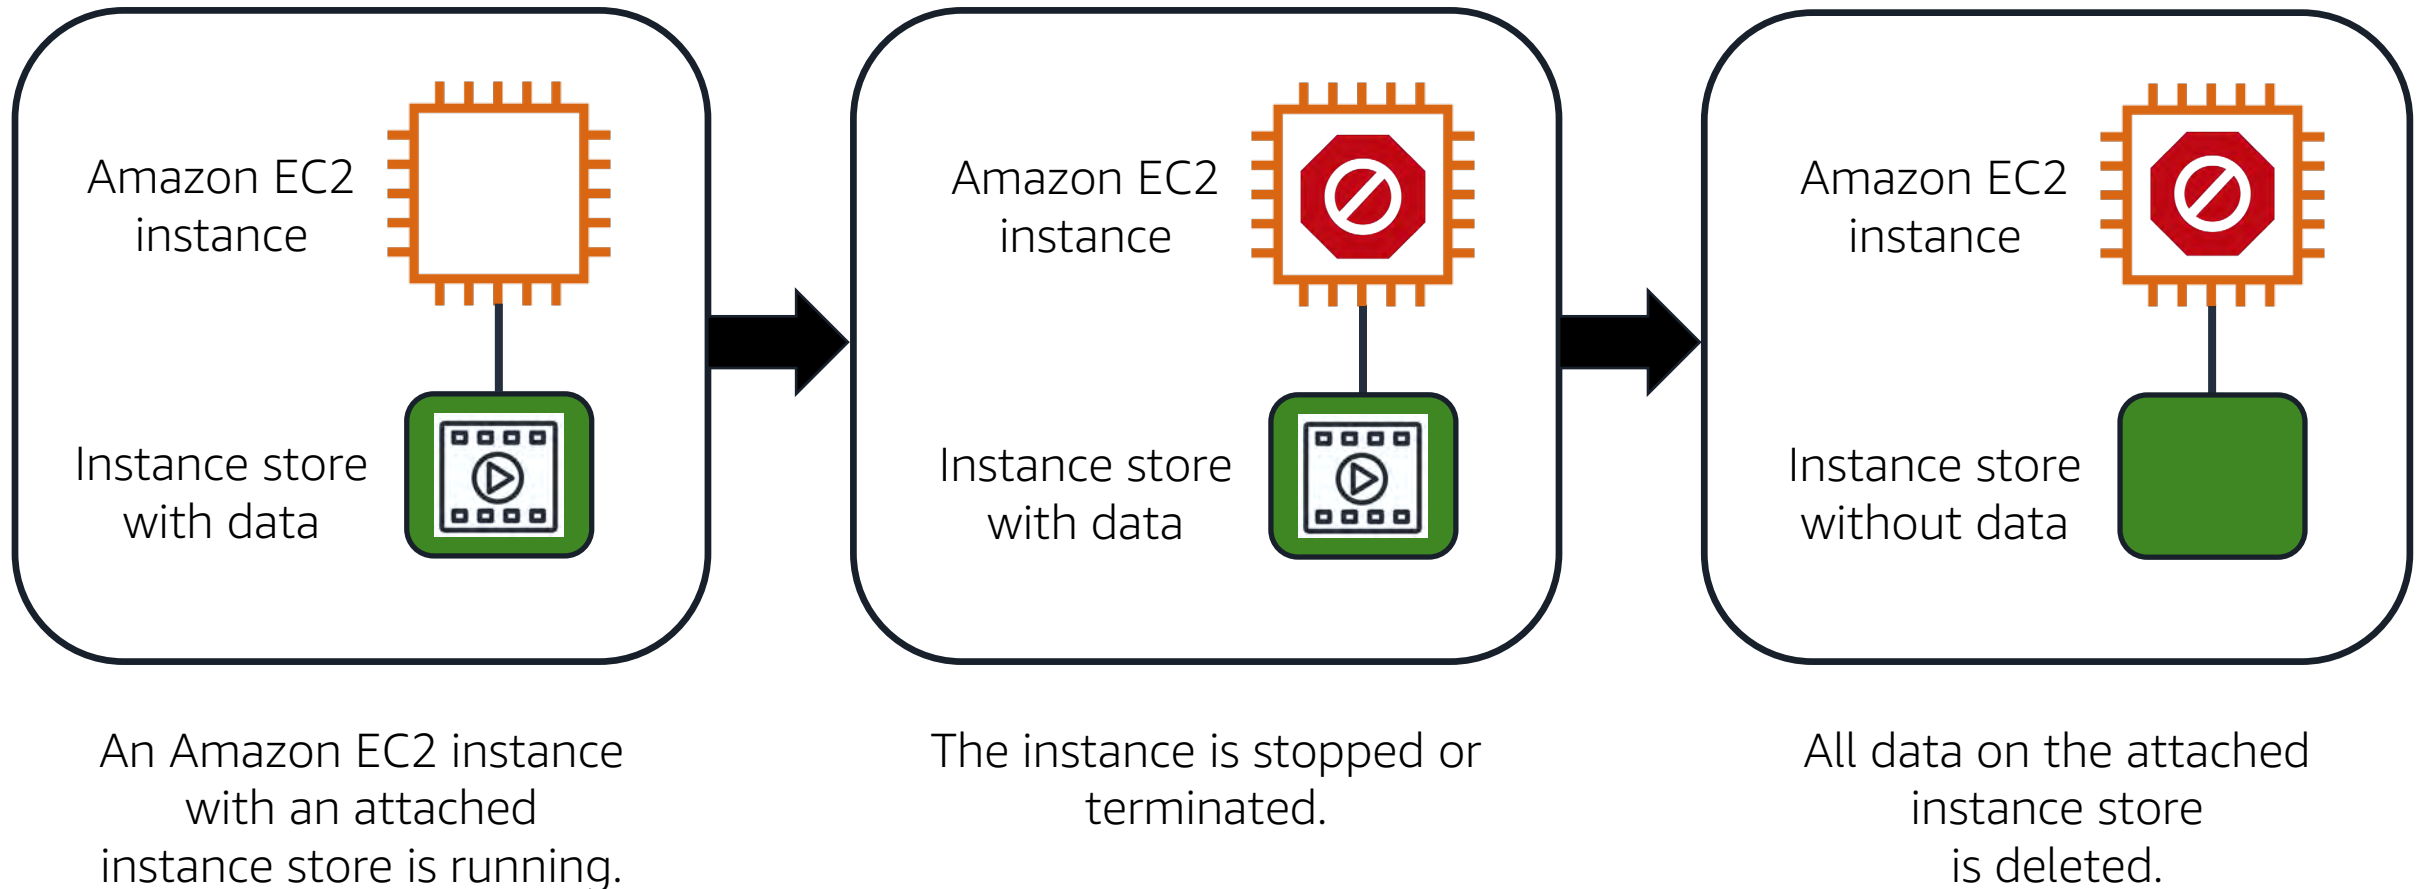 Amazon EC2
instance
Instance store
with data
An Amazon EC2 instance
with an attached
instance store is running.
Amazon EC2
instance
Instance store
with data
The instance is stopped or
terminated.
Amazon EC2
instance
Instance store
without data
All data on the attached
instance store
is deleted.